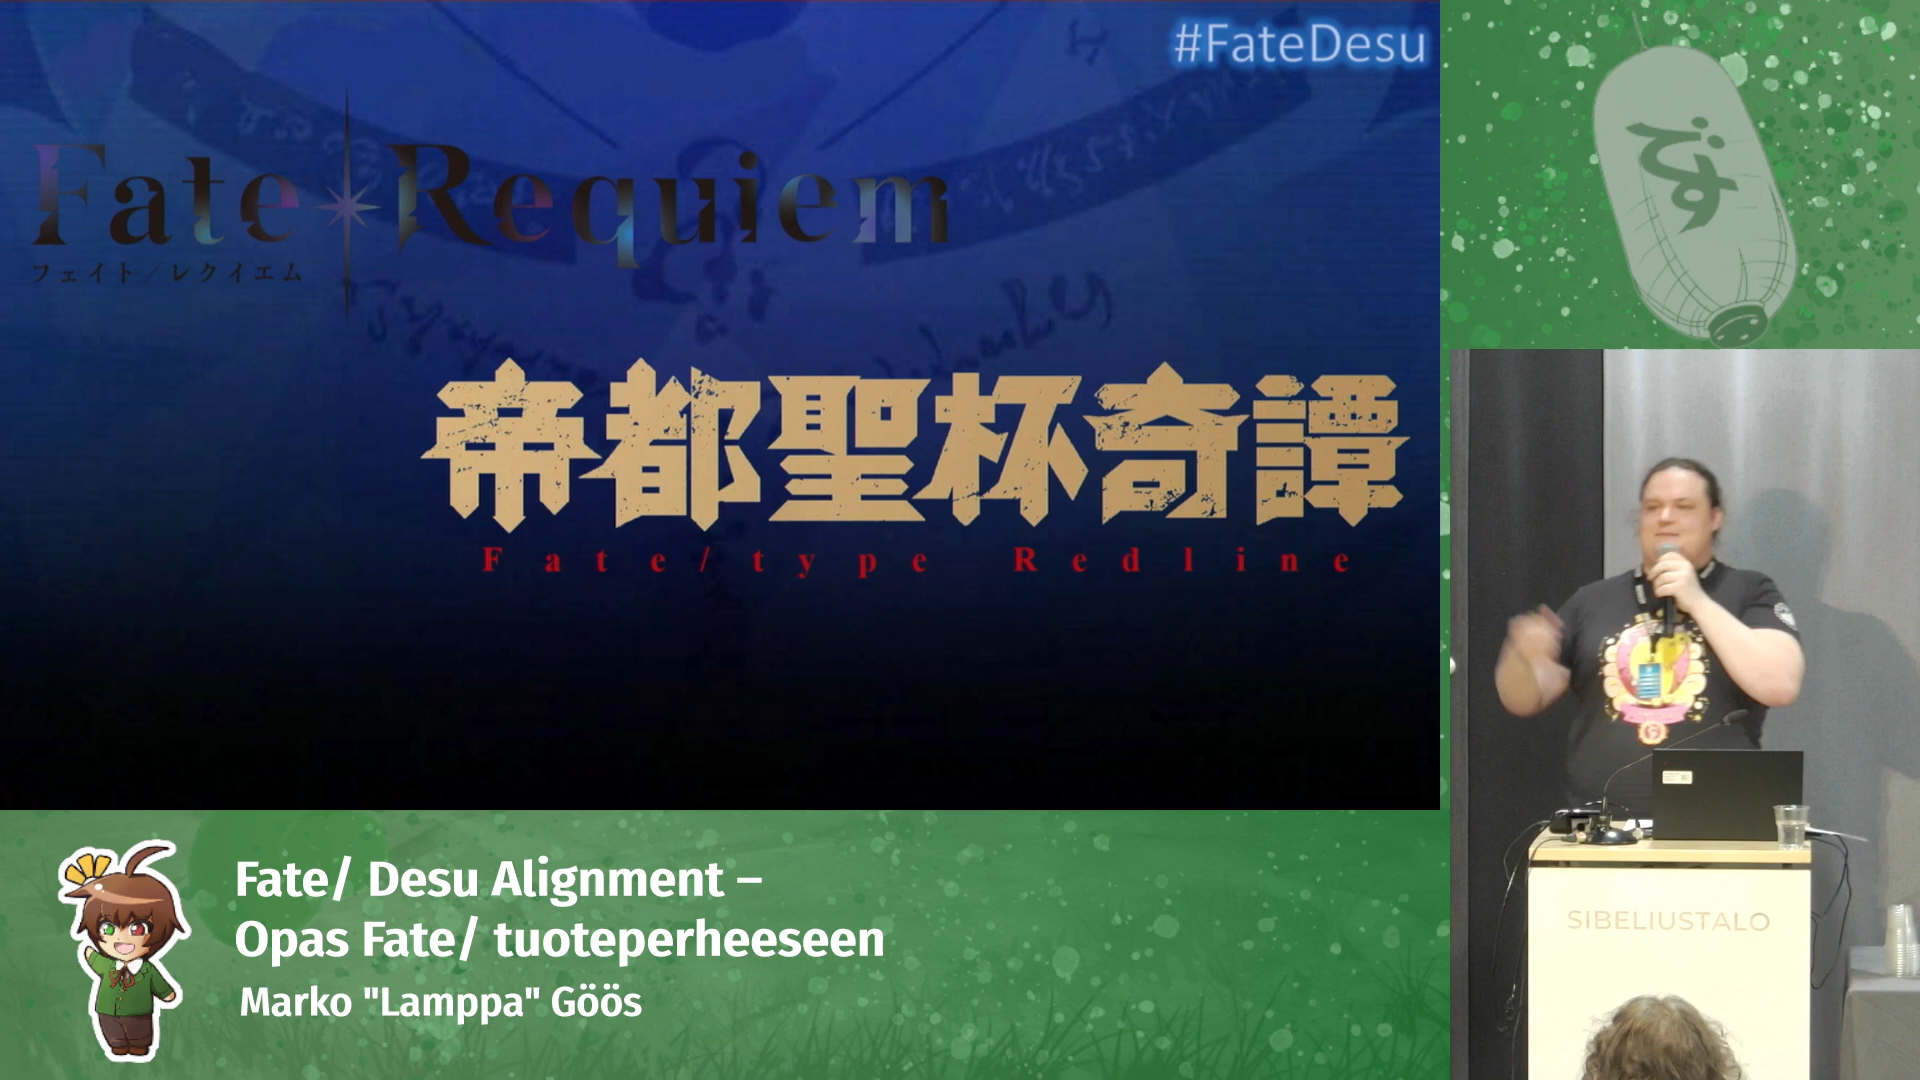 #FateDesu
Fate Requiem
フェイト／レクイエム
帝都聖杯奇譚
Fate/type Redline
です
Fate/ Desu Alignment –
Opas Fate/ tuoteperheeseen
Marko "Lamppa" Göös
SIBELIUSTALO